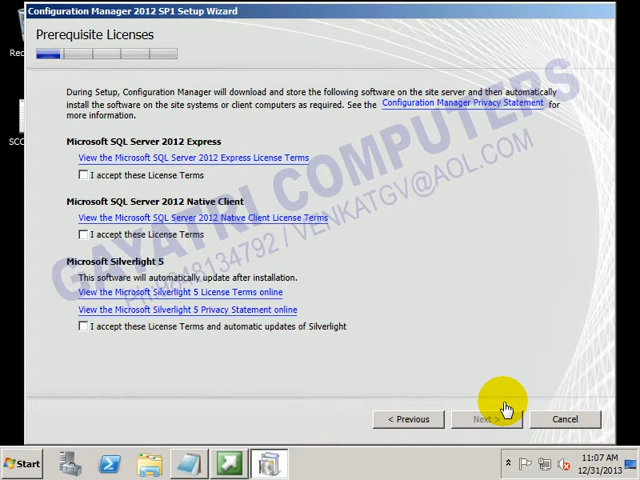 Configuration Manager 2012 SP1 Setup Wizard
Prerequisite Licenses
During Setup, Configuration Manager will download and store the following software on the site server and then automatically
install the software on the site systems or client computers as required. See the Configuration Manager Privacy Statement for
more information.
Microsoft SQL Server 2012 Express
View the Microsoft SQL Server 2012 Express License Terms
I accept these License Terms
Microsoft SQL Server 2012 Native Client
View the Microsoft SQL Server 2012 Native Client License Terms
I accept these License Terms
Microsoft Silverlight 5
This software will automatically update after installation.
View the Microsoft Silverlight 5 License Terms online
View the Microsoft Silverlight 5 Privacy Statement online
I accept these License Terms and automatic updates of Silverlight
GAYATRI COMPUTERS
/ VENKATGV@AOL.COM
< Previous
Next >
Cancel
Rec
SCC
Start
11:07 AM
12/31/2013